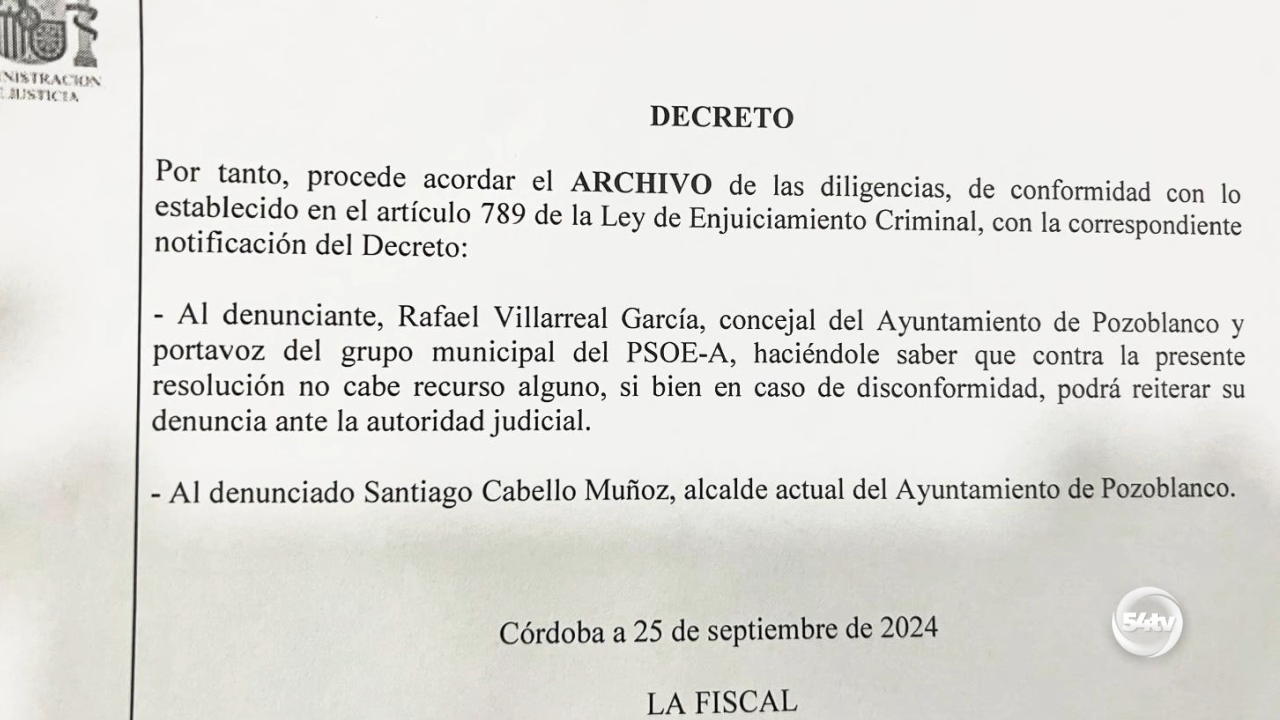 NISTRACION
JUSTICIA
DECRETO
Por tanto, procede acordar el ARCHIVO de las diligencias, de conformidad con lo
establecido en el artículo 789 de la Ley de Enjuiciamiento Criminal, con la correspondiente
notificación del Decreto:
- Al denunciante, Rafael Villarreal García, concejal del Ayuntamiento de Pozoblanco y
portavoz del grupo municipal del PSOE-A, haciéndole saber que contra la presente
resolución no cabe recurso alguno, si bien en caso de disconformidad, podrá reiterar su
denuncia ante la autoridad judicial.
- Al denunciado Santiago Cabello Muñoz, alcalde actual del Ayuntamiento de Pozoblanco.
Córdoba a 25 de septiembre de 2024
54tv
LA FISCAL